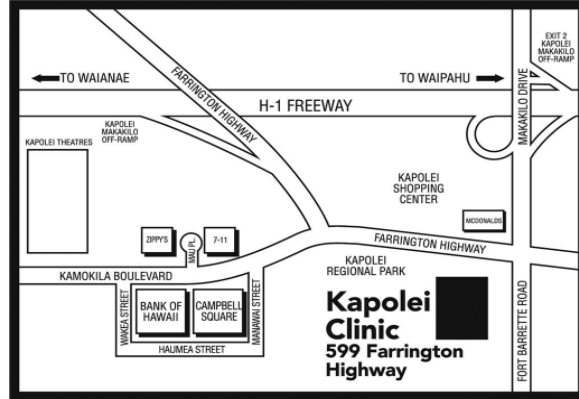 EXIT 2
KAPOLEI
MAKAKILO
OFF-RAMP
TO WAIANAE
FARRINGTON HIGHWAY
TO WAIPAHU
MAKAKILO DRIVE
H-1 FREEWAY
KAPOLEI
MAKAKILO
OFF-RAMP
KAPOLEI THEATRES
KAPOLEI
SHOPPING
CENTER
MCDONALDS
ZIPPY'S
MAU PL.
7-11
FARRINGTON HIGHWAY
KAPOLEI
REGIONAL PARK
KAMOKILA BOULEVARD
WAKEA STREET
BANK OF
HAWAII
CAMPBELL
SQUARE
MANAWAI STREET
HAUMEA STREET
Kapolei
Clinic
599 Farrington
Highway
FORT BARRETTE ROAD